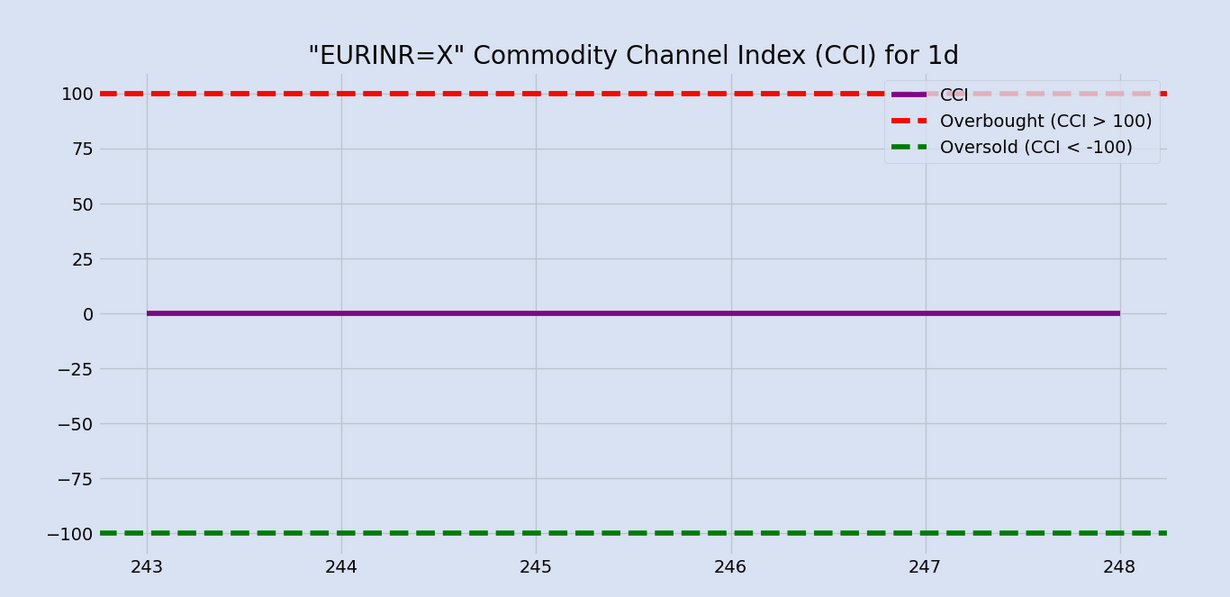 "EURINR=X" Commodity Channel Index (CCI) for 1d
100
75
50
25
0
−25
−50
−75
−100
CCI
Overbought (CCI > 100)
Oversold (CCI < -100)
243 244 245 246 247 248